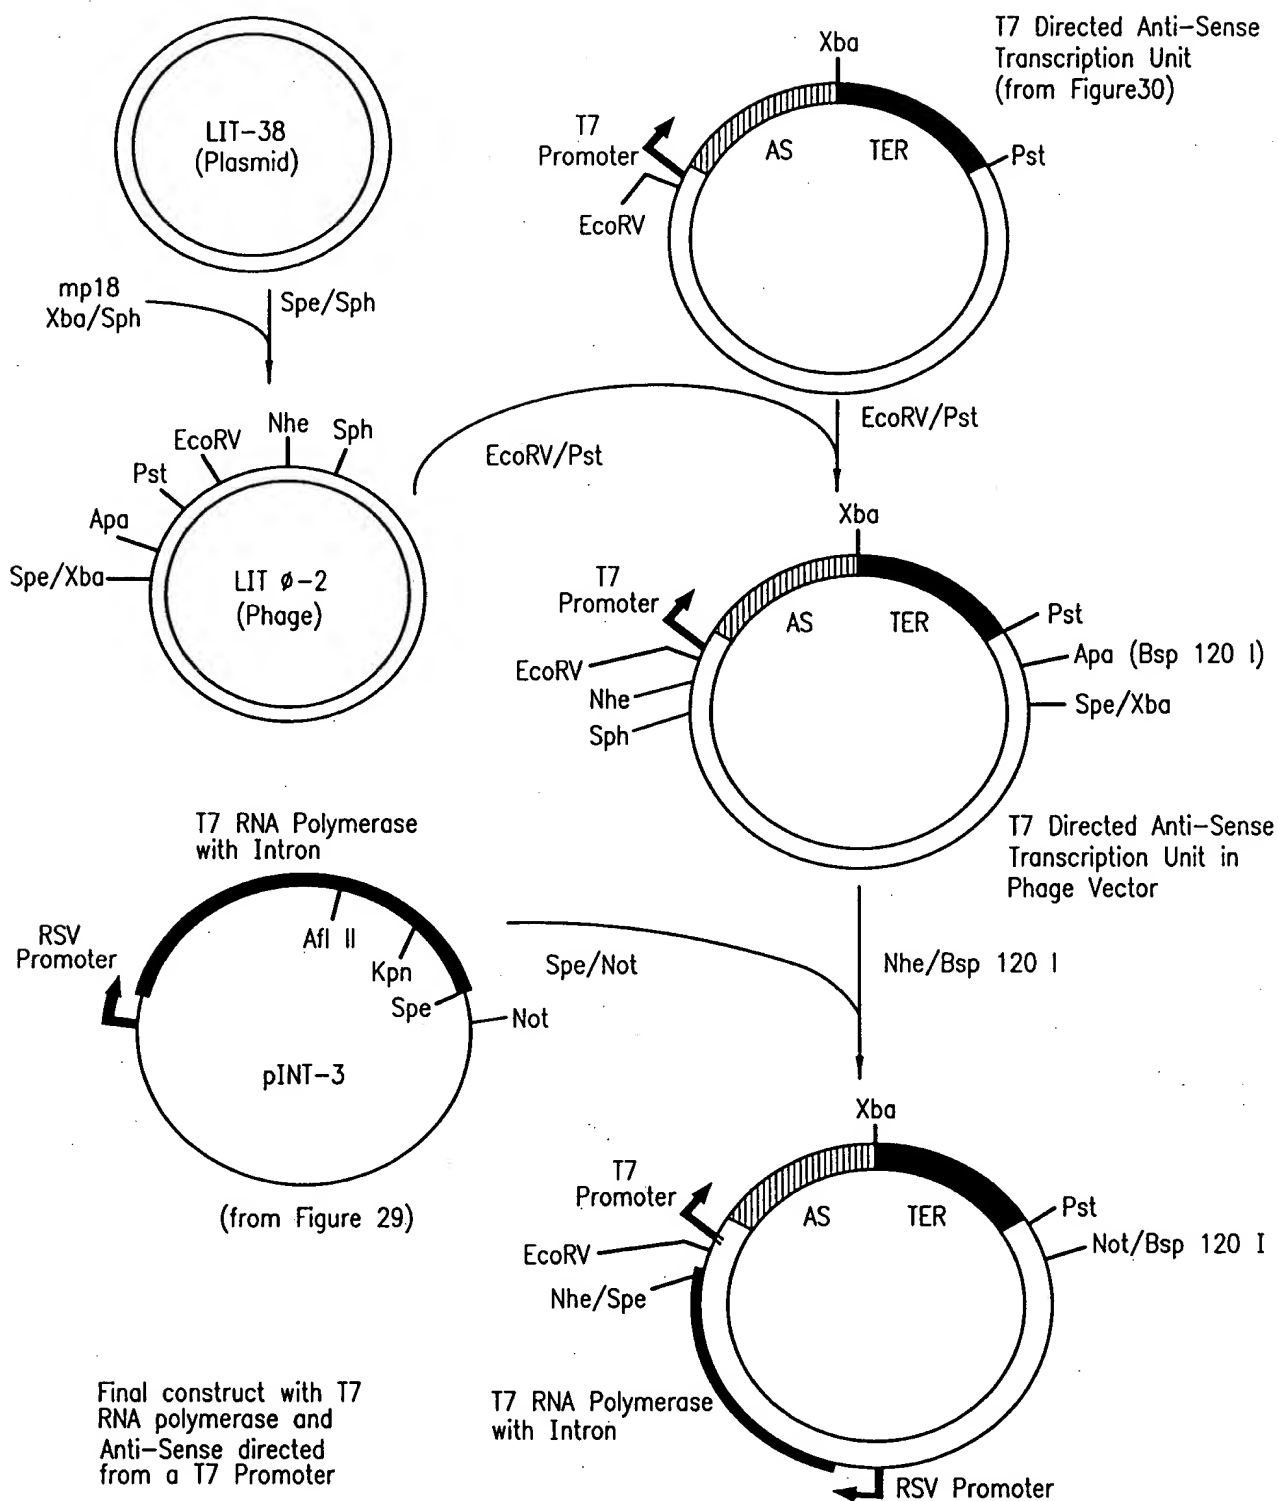 LIT-38
(Plasmid)
mp18
Xba/Sph
Spe/Sph
Xba
T7 Directed Anti-Sense
Transcription Unit
(from Figure30)
T7
Promoter
AS
TER
Pst
EcoRV
EcoRV/Pst
EcoRV/Pst
Nhe
Sph
EcoRV
Pst
Apa
Spe/Xba
LIT ø-2
(Phage)
Xba
T7
Promoter
AS
TER
Pst
Apa (Bsp 120 I)
Spe/Xba
EcoRV
Nhe
Sph
T7 Directed Anti-Sense
Transcription Unit in
Phage Vector
T7 RNA Polymerase
with Intron
RSV
Promoter
Afl II
Kpn
Spe
Not
pINT-3
(from Figure 29)
Spe/Not
Nhe/Bsp 120 I
Xba
T7
Promoter
AS
TER
Pst
Not/Bsp 120 I
EcoRV
Nhe/Spe
T7 RNA Polymerase
with Intron
RSV Promoter
Final construct with T7
RNA polymerase and
Anti-Sense directed
from a T7 Promoter